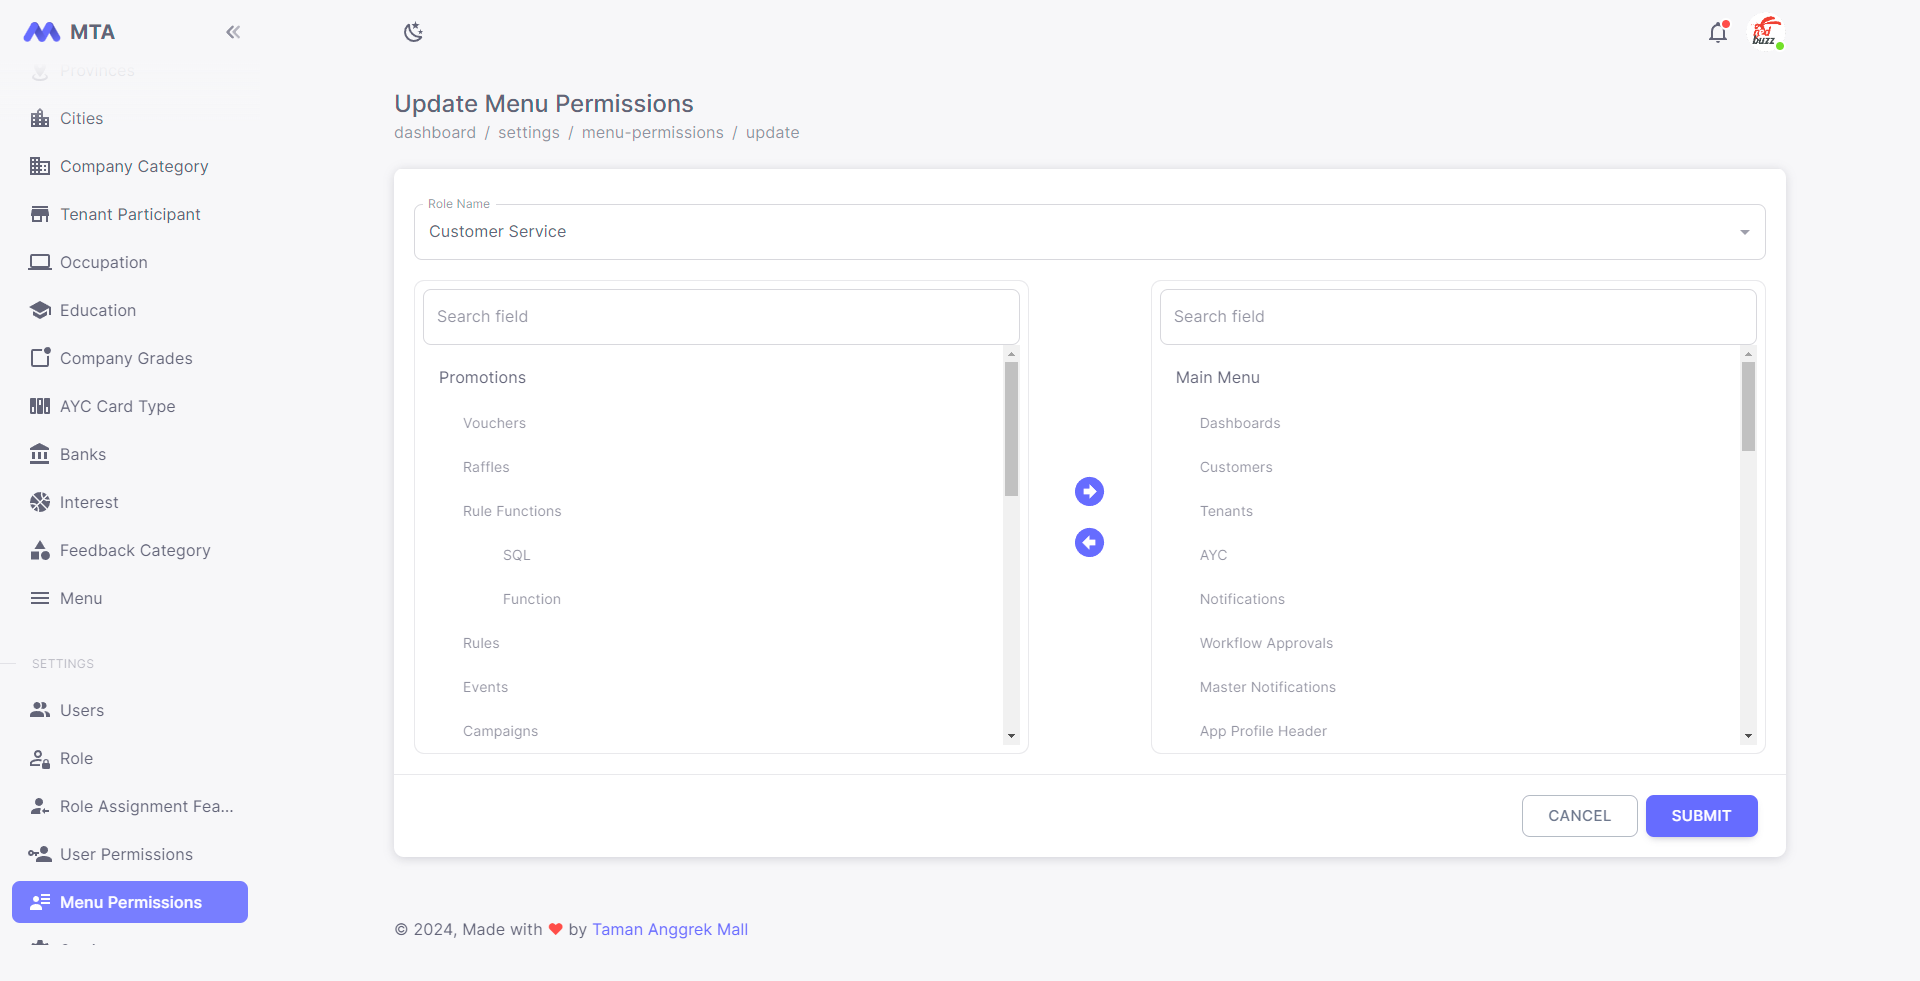 MTA
Provinces
Cities
Company Category
Tenant Participant
Occupation
Education
Company Grades
AYC Card Type
Banks
Interest
Feedback Category
Menu
SETTINGS
Users
Role
Role Assignment Fea...
User Permissions
Menu Permissions
Update Menu Permissions
dashboard / settings / menu-permissions / update
Role Name
Customer Service
Search field
Promotions
Vouchers
Raffles
Rule Functions
SQL
Function
Rules
Events
Campaigns
Search field
Main Menu
Dashboards
Customers
Tenants
AYC
Notifications
Workflow Approvals
Master Notifications
App Profile Header
CANCEL
SUBMIT
© 2024, Made with ❤ by Taman Anggrek Mall